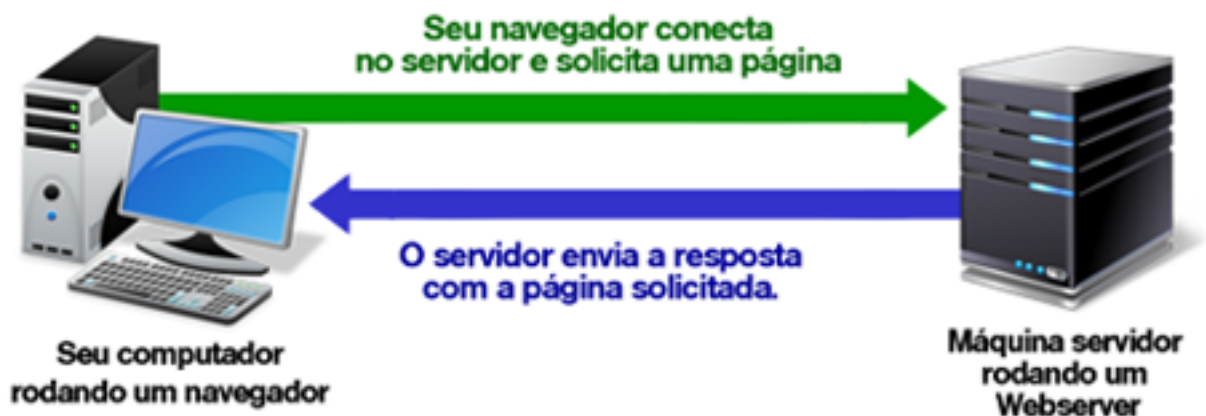 Seu navegador conecta
no servidor e solicita uma página
O servidor envia a resposta
com a página solicitada.
Seu computador
rodando um navegador
Máquina servidor
rodando um
Webserver